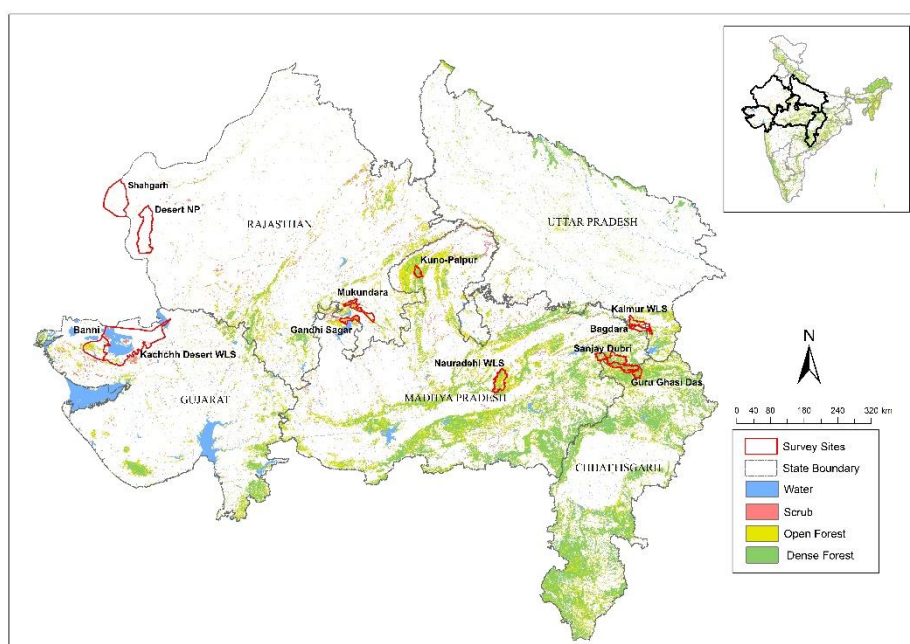 Shahgarh
Desert NP
RAJASTHAN
UTTAR PRADESH
Kuno-Palpur
Mukundara
Gandhi Sagar
Banni
Kachchh Desert WLS
GUJARAT
Kaimur WLS
Bagdara
Sanjay Dubri
Guru Ghasi Das
Nauradehi WLS
MADHYA PRADESH
CHHATTISGARH
N
0 40 80 160 240 320 km
Survey Sites
State Boundary
Water
Scrub
Open Forest
Dense Forest